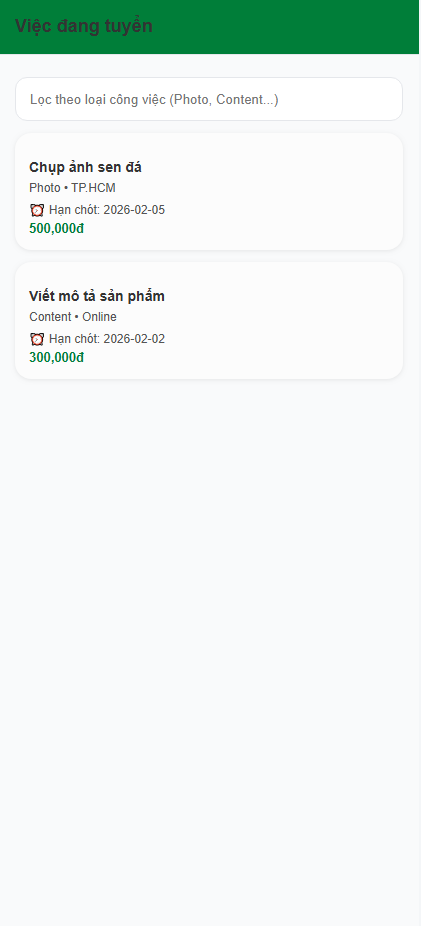 Việc đang tuyển
Lọc theo loại công việc (Photo, Content...)
Chụp ảnh sen đá
Photo • TP.HCM
⏰ Hạn chót: 2026-02-05
500,000đ
Viết mô tả sản phẩm
Content • Online
⏰ Hạn chót: 2026-02-02
300,000đ